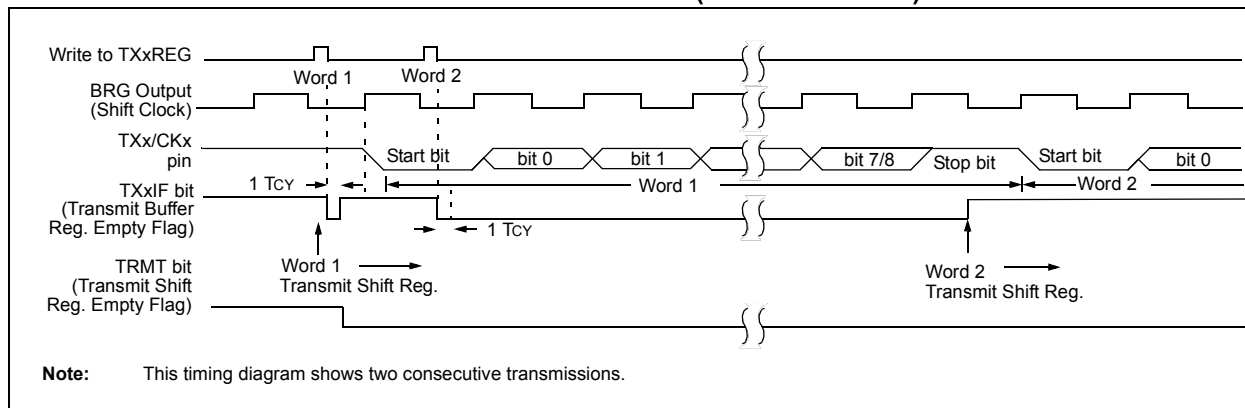 Write to TXxREG
Word 1
Word 2
BRG Output
(Shift Clock)
TXx/CKx
pin
Start bit
bit 0
bit 1
bit 7/8
Stop bit
Start bit
bit 0
1 TCY
Word 1
Word 2
TXxIF bit
(Transmit Buffer
Reg. Empty Flag)
1 TCY
Word 1
Transmit Shift Reg.
Word 2
Transmit Shift Reg.
TRMT bit
(Transmit Shift
Reg. Empty Flag)
Note: This timing diagram shows two consecutive transmissions.